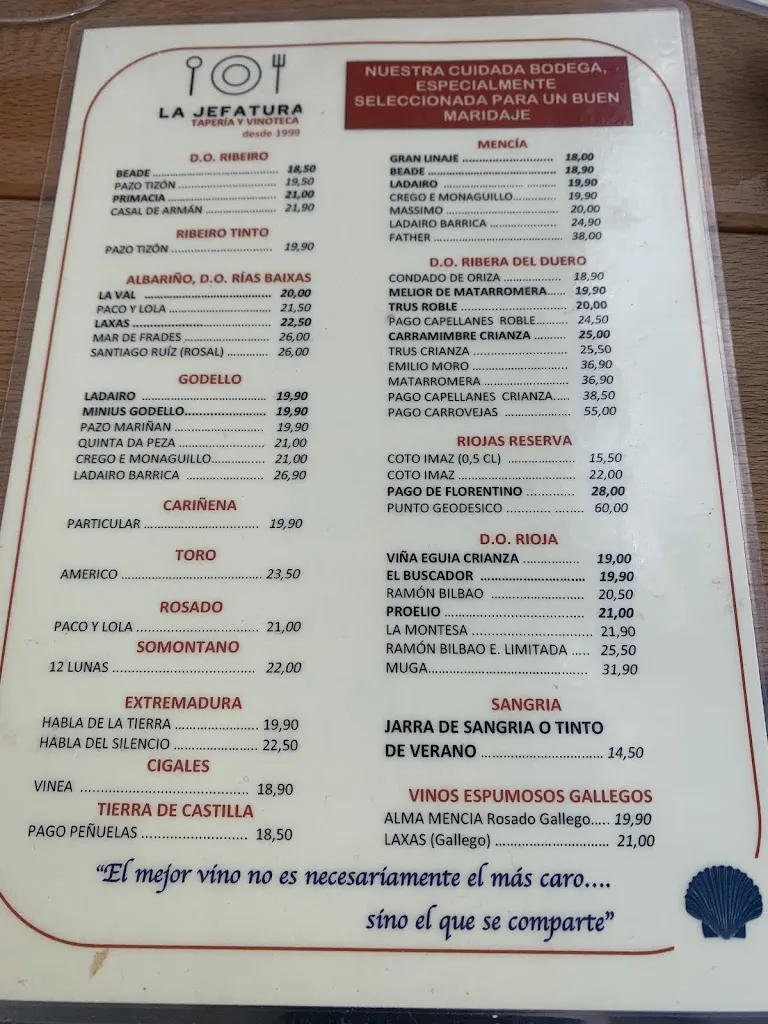 LA JEFATURA
TAPERÍA Y VINOTECA
desde 1999
D.O. RIBEIRO
BEADE ........ 18,50
PAZO TIZÓN ........ 19,50
PRIMACIA ........ 21,00
CASAL DE ARMÁN ........ 21,90
RIBEIRO TINTO
PAZO TIZÓN ........ 19,90
ALBARIÑO, D.O. RÍAS BAIXAS
LA VAL ........ 20,00
PACO Y LOLA ........ 21,50
LAXAS ........ 22,50
MAR DE FRADES ........ 26,00
SANTIAGO RUÍZ (ROSAL) ........ 26,00
GODELLO
LADAIRO ........ 19,90
MINIUS GODELLO ........ 19,90
PAZO MARIÑAN ........ 19,90
QUINTA DA PEZA ........ 21,00
CREGO E MONAGUILLO ........ 21,00
LADAIRO BARRICA ........ 26,90
CARIÑENA
PARTICULAR ........ 19,90
TORO
AMERICO ........ 23,50
ROSADO
PACO Y LOLA ........ 21,00
SOMONTANO
12 LUNAS ........ 22,00
EXTREMADURA
HABLA DE LA TIERRA ........ 19,90
HABLA DEL SILENCIO ........ 22,50
CIGALES
VINEA ........ 18,90
TIERRA DE CASTILLA
PAGO PEÑUELAS ........ 18,50
NUESTRA CUIDADA BODEGA,
ESPECIALMENTE
SELECCIONADA PARA UN BUEN
MARIDAJE
MENCÍA
GRAN LINAJE ........ 18,00
BEADE ........ 18,90
LADAIRO ........ 19,90
CREGO E MONAGUILLO ........ 19,90
MASSIMO ........ 20,00
LADAIRO BARRICA ........ 24,90
FATHER ........ 38,00
D.O. RIBERA DEL DUERO
CONDADO DE ORIZA ........ 18,90
MELIOR DE MATARROMERA ........ 19,90
TRUS ROBLE ........ 20,00
PAGO CAPELLANES ROBLE ........ 24,50
CARRAMIMBRE CRIANZA ........ 25,00
TRUS CRIANZA ........ 25,50
EMILIO MORO ........ 36,90
MATARROMERA ........ 36,90
PAGO CAPELLANES CRIANZA ........ 38,50
PAGO CARROVEJAS ........ 55,00
RIOJAS RESERVA
COTO IMAZ (0,5 CL) ........ 15,50
COTO IMAZ ........ 22,00
PAGO DE FLORENTINO ........ 28,00
PUNTO GEODESICO ........ 60,00
D.O. RIOJA
VIÑA EGUIA CRIANZA ........ 19,00
EL BUSCADOR ........ 19,90
RAMÓN BILBAO ........ 20,50
PROELIO ........ 21,00
LA MONTESA ........ 21,90
RAMÓN BILBAO E. LIMITADA ..... 25,50
MUGA ........ 31,90
SANGRIA
JARRA DE SANGRIA O TINTO
DE VERANO ........ 14,50
VINOS ESPUMOSOS GALLEGOS
ALMA MENCIA Rosado Gallego..... 19,90
LAXAS (Gallego) ........ 21,00
"El mejor vino no es necesariamente el más caro....
sino el que se comparte"